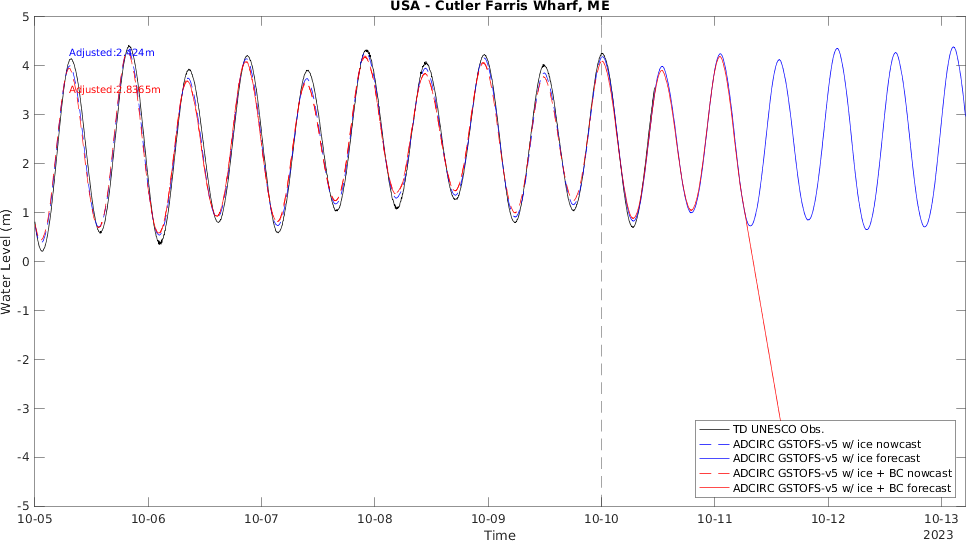 USA - Cutler Farris Wharf, ME
Adjusted:2.424m
Adjusted:2.8365m
Water Level (m)
5
4
3
2
1
0
-1
-2
-3
-4
-5
TD UNESCO Obs.
ADCIRC GSTOFS-v5 w/ ice nowcast
ADCIRC GSTOFS-v5 w/ ice forecast
ADCIRC GSTOFS-v5 w/ ice + BC nowcast
ADCIRC GSTOFS-v5 w/ ice + BC forecast
10-05 10-06 10-07 10-08 10-09 10-10 10-11 10-12 10-13
2023
Time